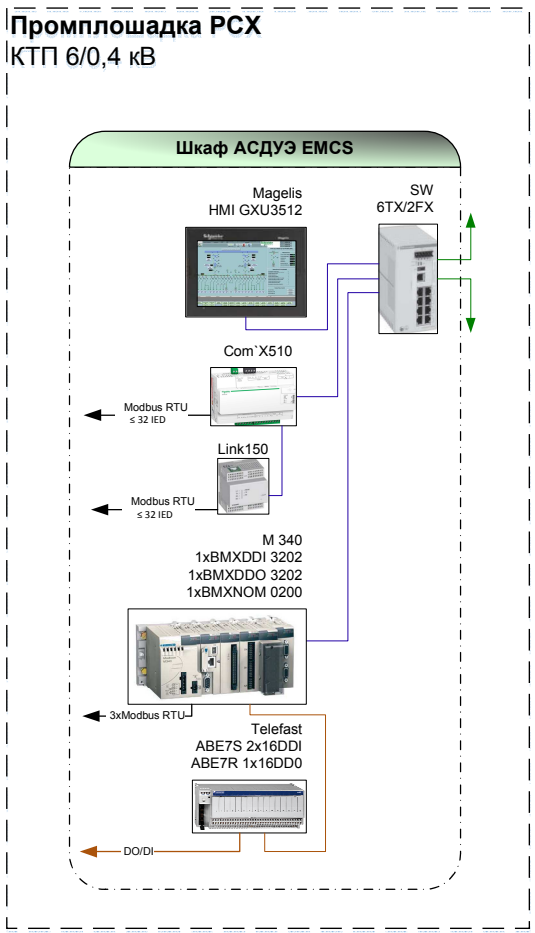 Промплощадка РСХ
КТП 6/0,4 кВ
Шкаф АСДУЭ EMCS
Magelis
HMI GXU3512
SW
6TX/2FX
Com`X510
Modbus RTU
≤ 32 IED
Link150
Modbus RTU
≤ 32 IED
M 340
1xBMXDDI 3202
1xBMXDDO 3202
1xBMXNOM 0200
3xModbus RTU
Telefast
ABE7S 2x16DDI
ABE7R 1x16DD0
DO/DI